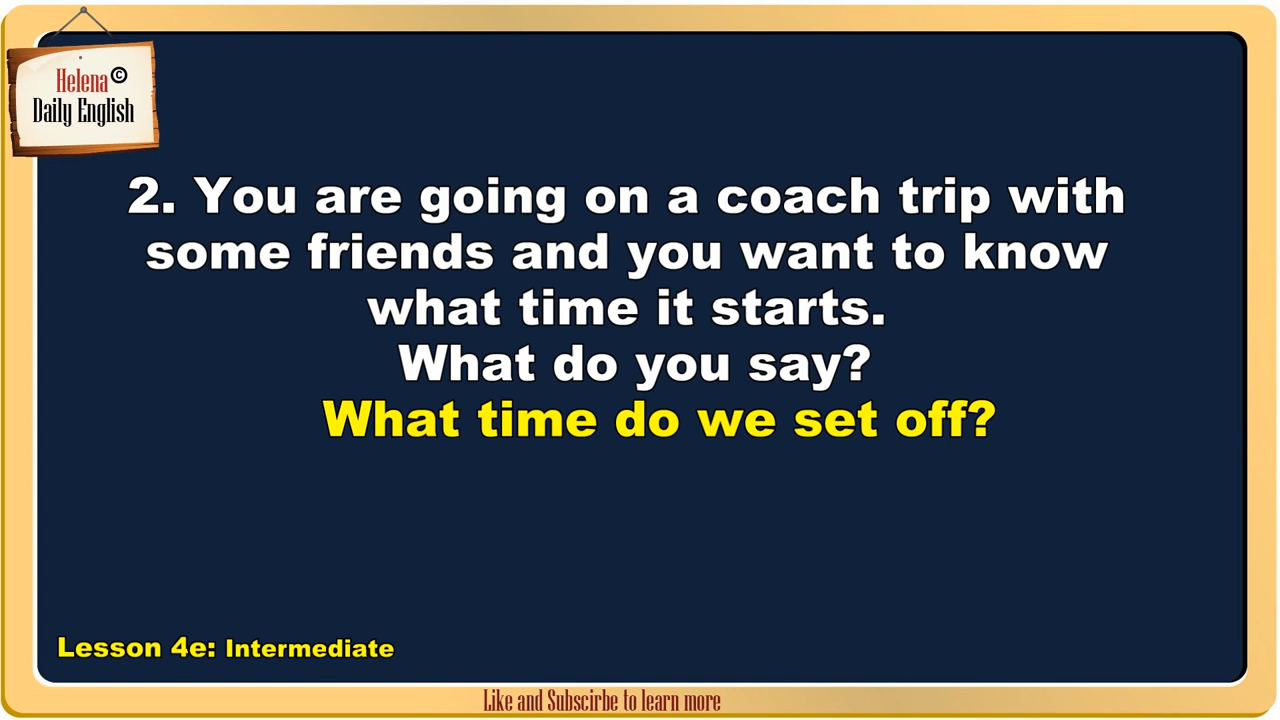 Helena©
Daily English
2. You are going on a coach trip with
some friends and you want to know
what time it starts.
What do you say?
What time do we set off?
Lesson 4e: Intermediate
Like and Subscirbe to learn more